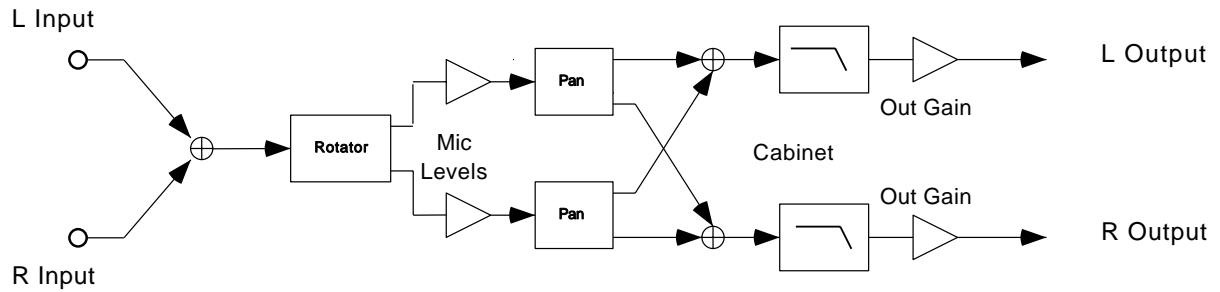 L Input
L Output
Pan
Out Gain
Rotator
Mic
Levels
Cabinet
Pan
Out Gain
R Output
R Input